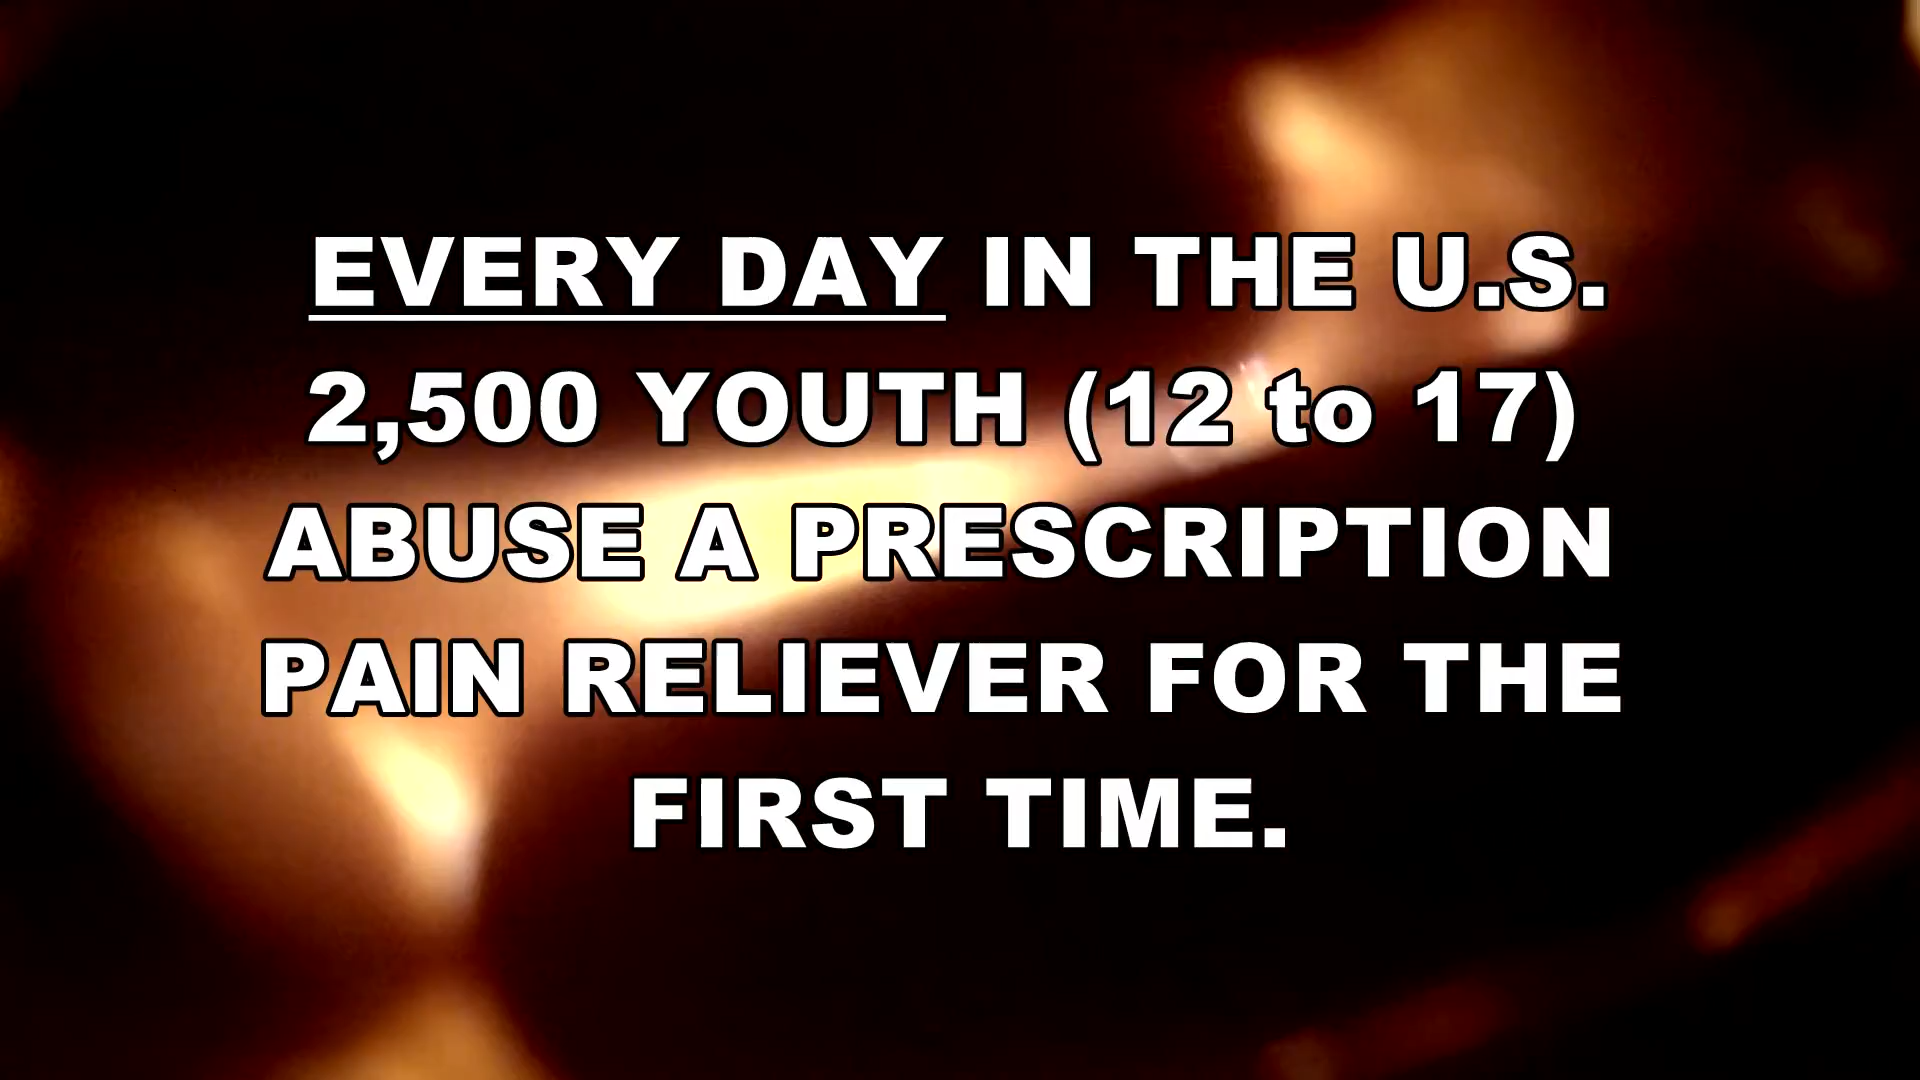 EVERY DAY IN THE U.S.
2,500 YOUTH (12 to 17)
ABUSE A PRESCRIPTION
PAIN RELIEVER FOR THE
FIRST TIME.